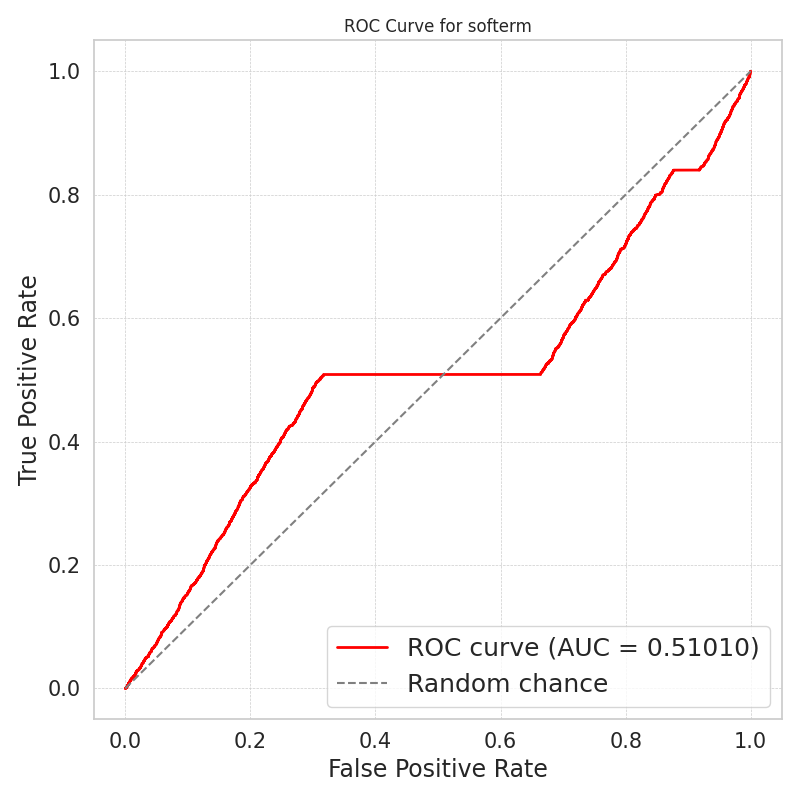 ROC Curve for softerm
1.0
0.8
0.6
0.4
0.2
0.0
True Positive Rate
ROC curve (AUC = 0.51010)
Random chance
0.0 0.2 0.4 0.6 0.8 1.0
False Positive Rate